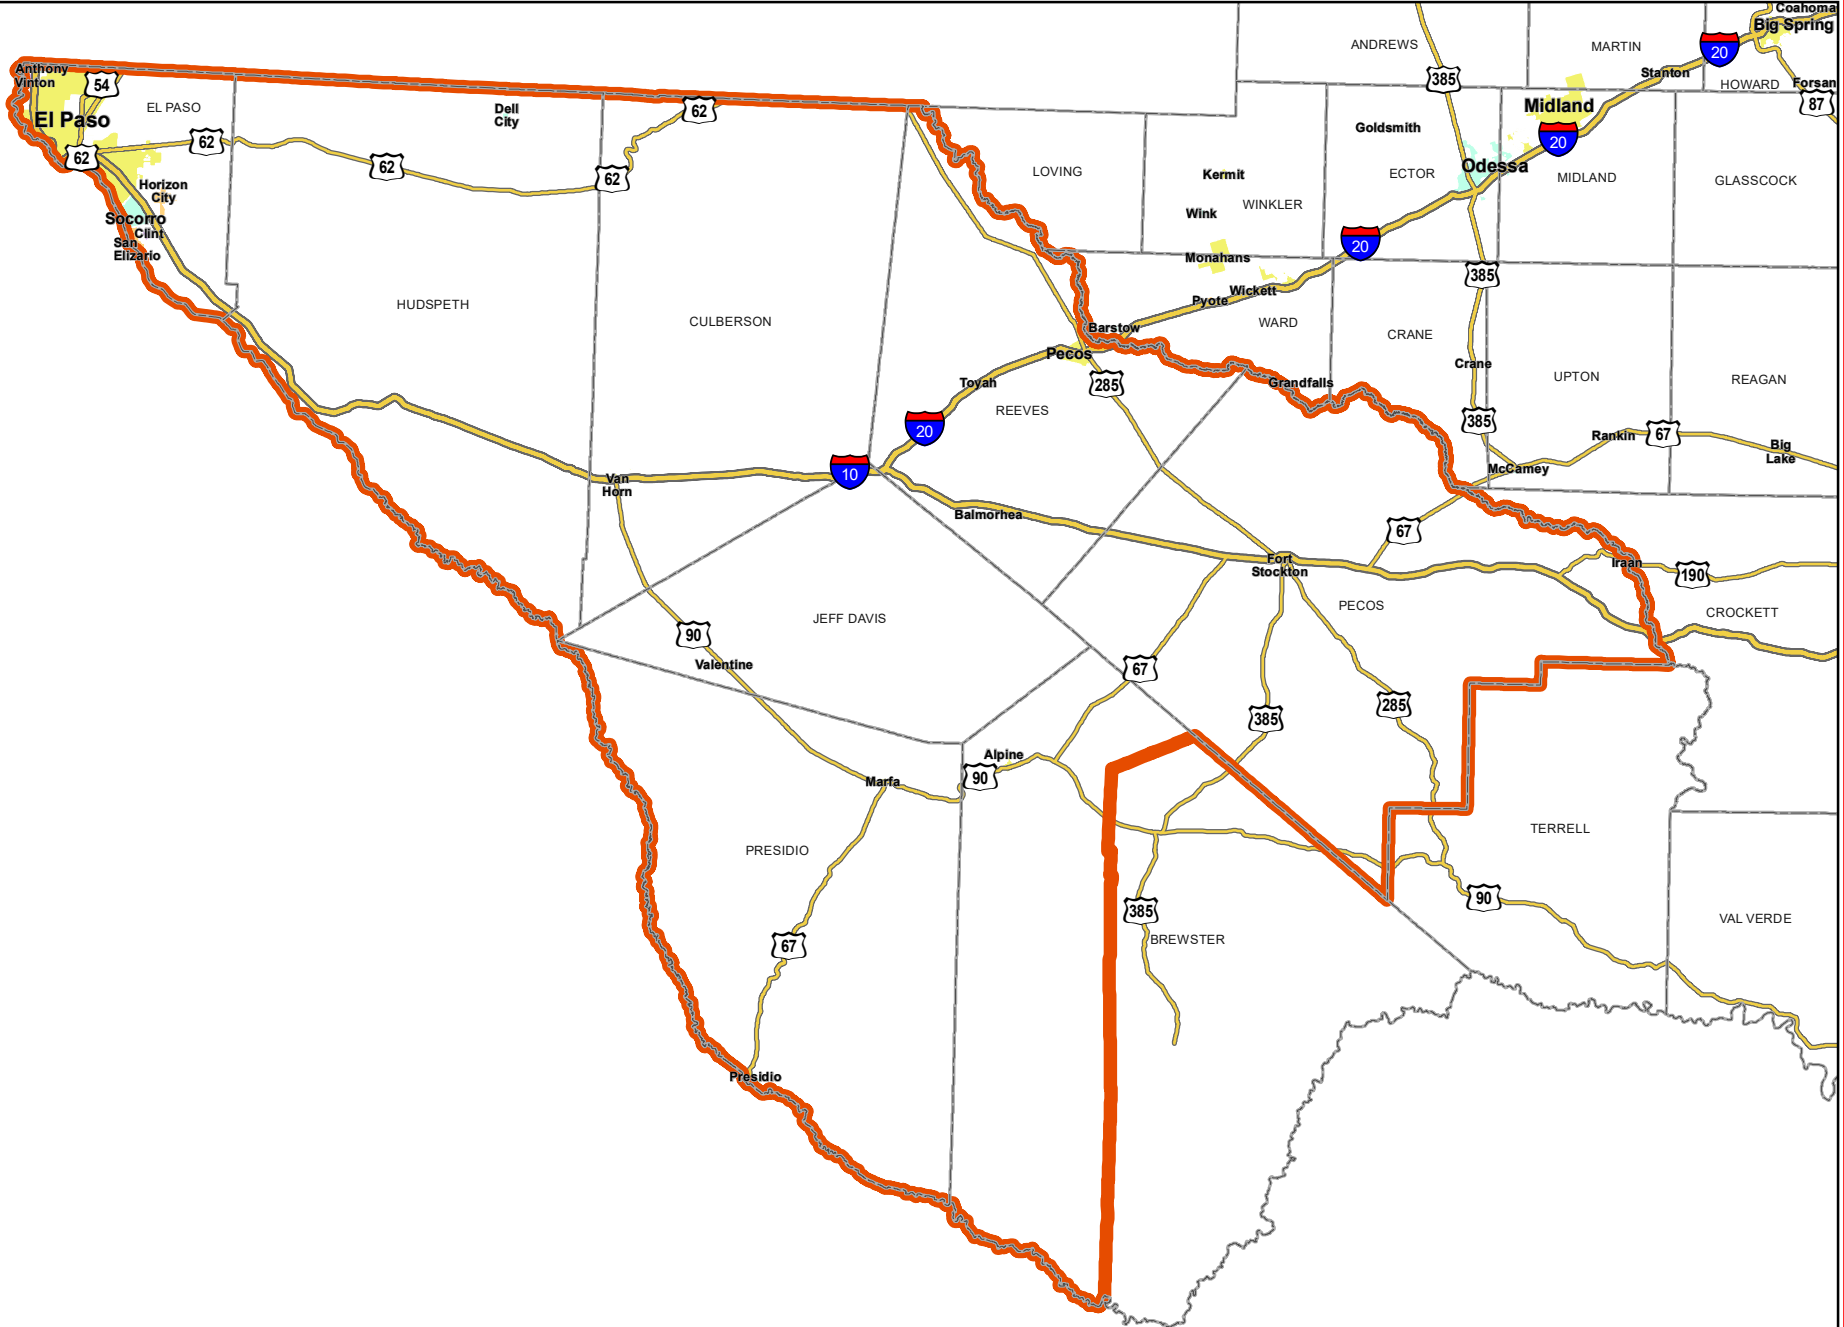 Coahoma
Big Spring
ANDREWS
MARTIN
20
Anthony
Vinton
54
385
Stanton
HOWARD
Forsan
87
EL PASO
Dell
City
62
Midland
El Paso
62
Goldsmith
20
62
62
62
LOVING
Kermit
ECTOR
Odessa
MIDLAND
GLASSCOCK
Horizon
City
Wink
WINKLER
Socorro
Clint
San
Elizario
20
Monahans
385
HUDSPETH
CULBERSON
Pyote
Wickett
WARD
Barstow
CRANE
Pecos
Crane
UPTON
REAGAN
Toyah
285
Grandfalls
REEVES
20
385
Rankin
67
Big
Lake
10
McCamey
Van
Horn
Balmorhea
67
Fort
Stockton
Iraan
190
PECOS
CROCKETT
JEFF DAVIS
90
Valentine
67
285
385
Alpine
90
Marfa
PRESIDIO
TERRELL
90
385
VAL VERDE
67
BREWSTER
Presidio